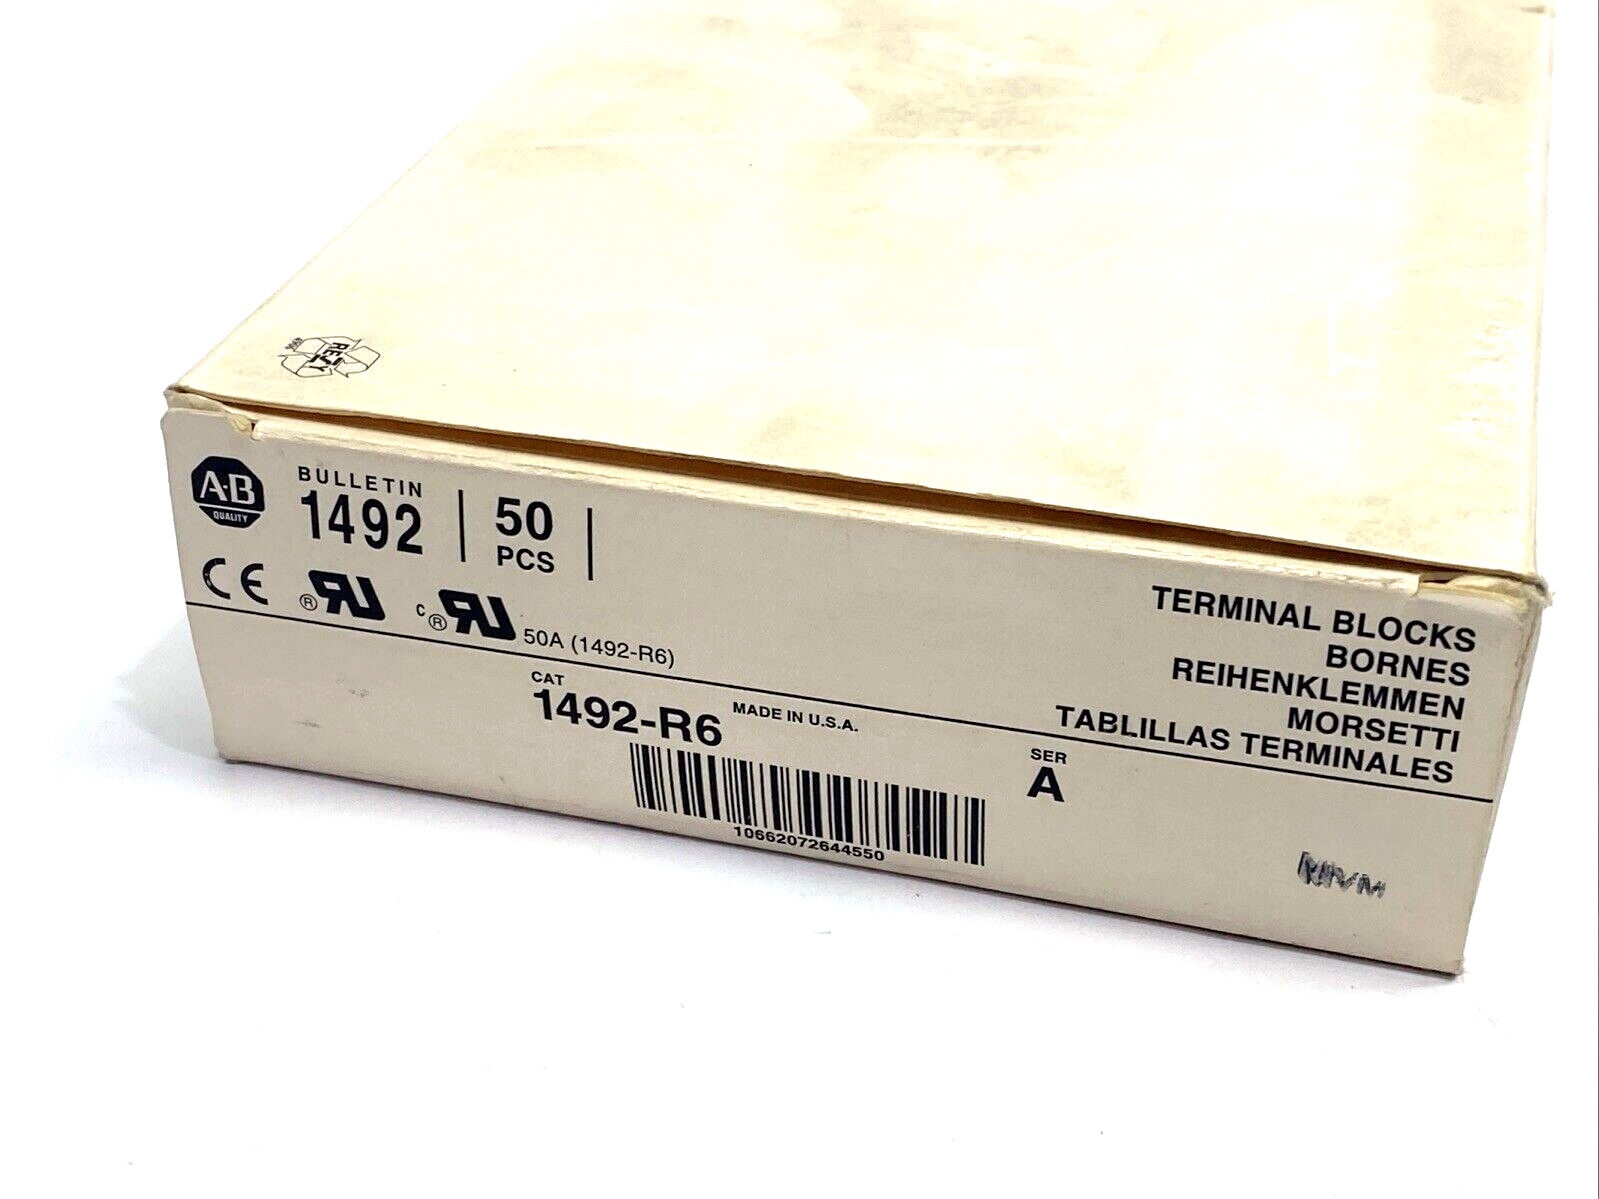 RESY
A-B
QUALITY
BULLETIN
1492
50
PCS
CE
®
C
®
50A (1492-R6)
TERMINAL BLOCKS
BORNES
REIHENKLEMMEN
MORSETTI
TABLILLAS TERMINALES
CAT
1492-R6
MADE IN U.S.A.
SER
A
10662072644550